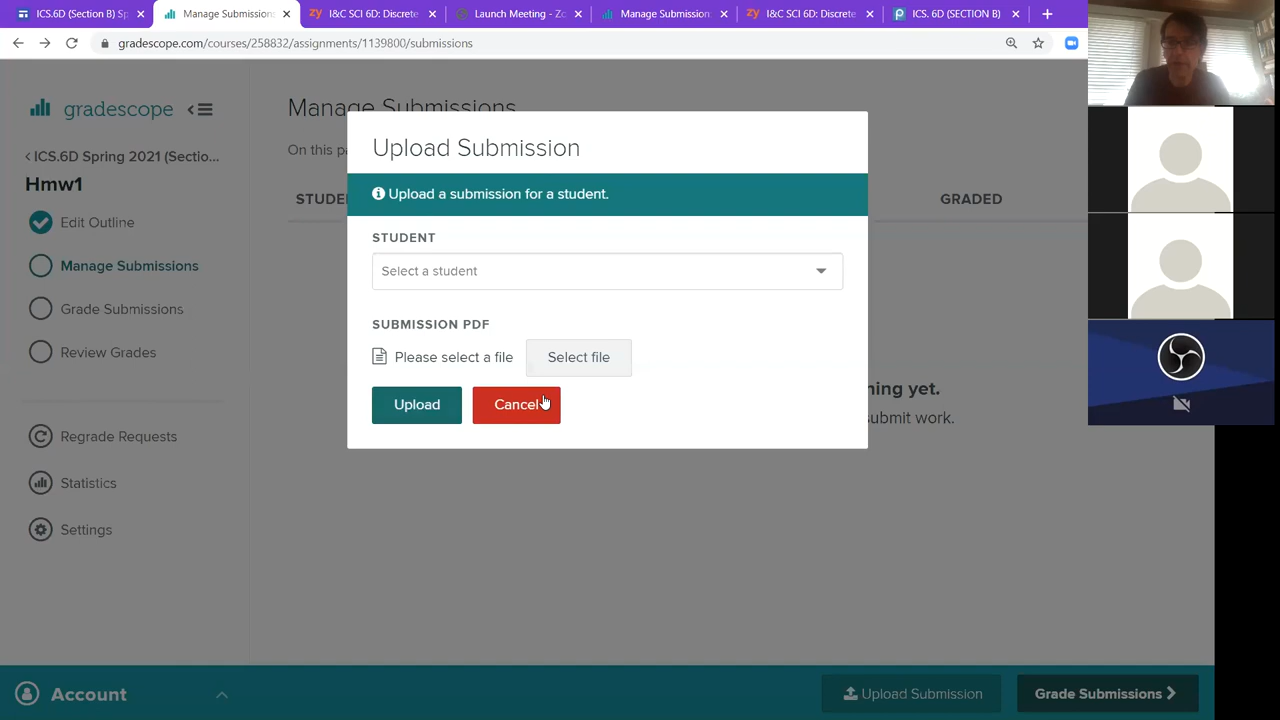 ICS.6D (Section B) Sp
Manage Submission
I&C SCI 6D: Discrete
Launch Meeting - Zo
Manage Submission:
I&C SCI 6D: Discrete
ICS. 6D (SECTION B)
gradescope.com/courses/258832/assignments/113 /submissions
gradescope
ICS.6D Spring 2021 (Sectio...
Hmw1
Edit Outline
Manage Submissions
Grade Submissions
Review Grades
Regrade Requests
Statistics
Settings
Account
Manage Submissions
On this pa
STUDE
GRADED
Upload Submission
Upload a submission for a student.
STUDENT
Select a student
SUBMISSION PDF
Please select a file
Select file
Upload
Cancel
ning yet.
submit work.
Upload Submission
Grade Submissions